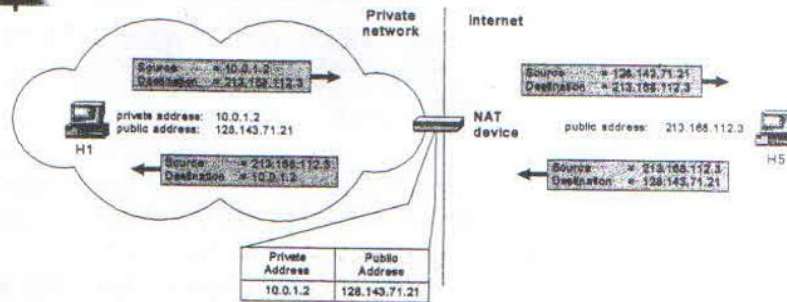 Private network
Internet
Source = 10.0.1.2
Destination = 213.168.112.3
Source = 128.143.71.21
Destination = 213.168.112.3
private address: 10.0.1.2
public address: 128.143.71.21
H1
NAT device
public address: 213.168.112.3
H5
Source = 213.168.112.3
Destination = 10.0.1.2
Source = 213.168.112.3
Destination = 128.143.71.21
Private Address
Public Address
10.0.1.2
128.143.71.21